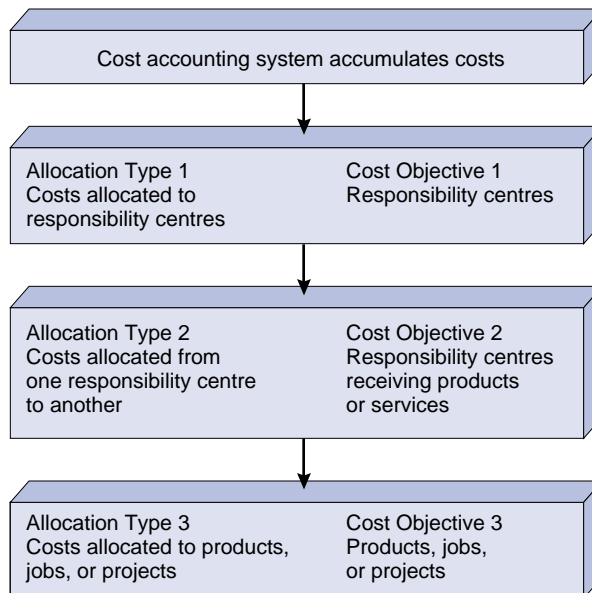 Cost accounting system accumulates costs
Allocation Type 1
Costs allocated to
responsibility centres
Cost Objective 1
Responsibility centres
Allocation Type 2
Costs allocated from
one responsibility centre
to another
Cost Objective 2
Responsibility centres
receiving products
or services
Allocation Type 3
Costs allocated to products,
jobs, or projects
Cost Objective 3
Products, jobs,
or projects